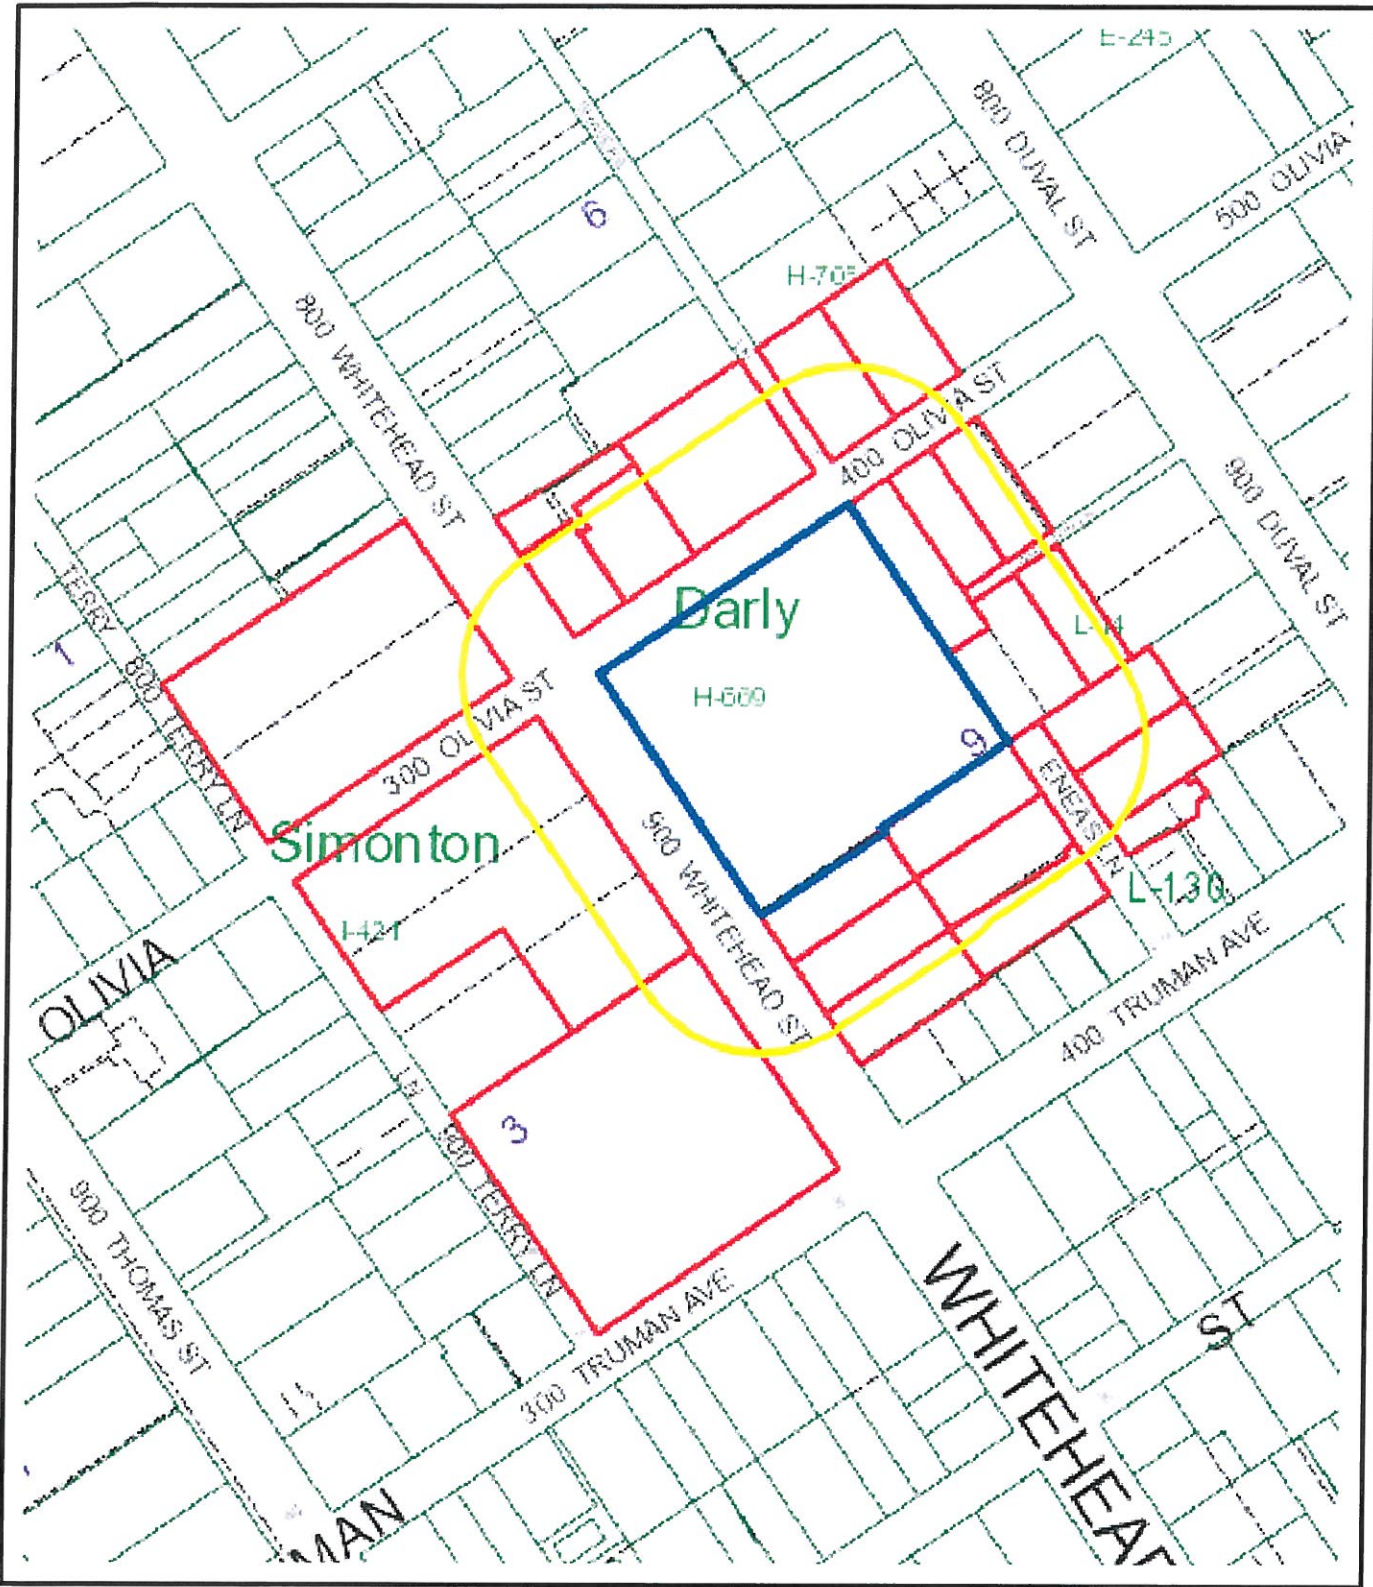 E-245
800 DUVAL ST
500 OLIVIA
6
H-705
800 WHITEHEAD ST
400 OLIVIA ST
900 DUVAL ST
TERRY
1
800 TERRY LN
Darly
L-14
H-669
9
300 OLIVIA ST
ENEAS LN
Simonton
900 WHITEHEAD ST
L-130
I-421
OLIVIA
400 TRUMAN AVE
LN
3
900 TERRY LN
900 THOMAS ST
WHITEHEAD
300 TRUMAN AVE
ST
MAN